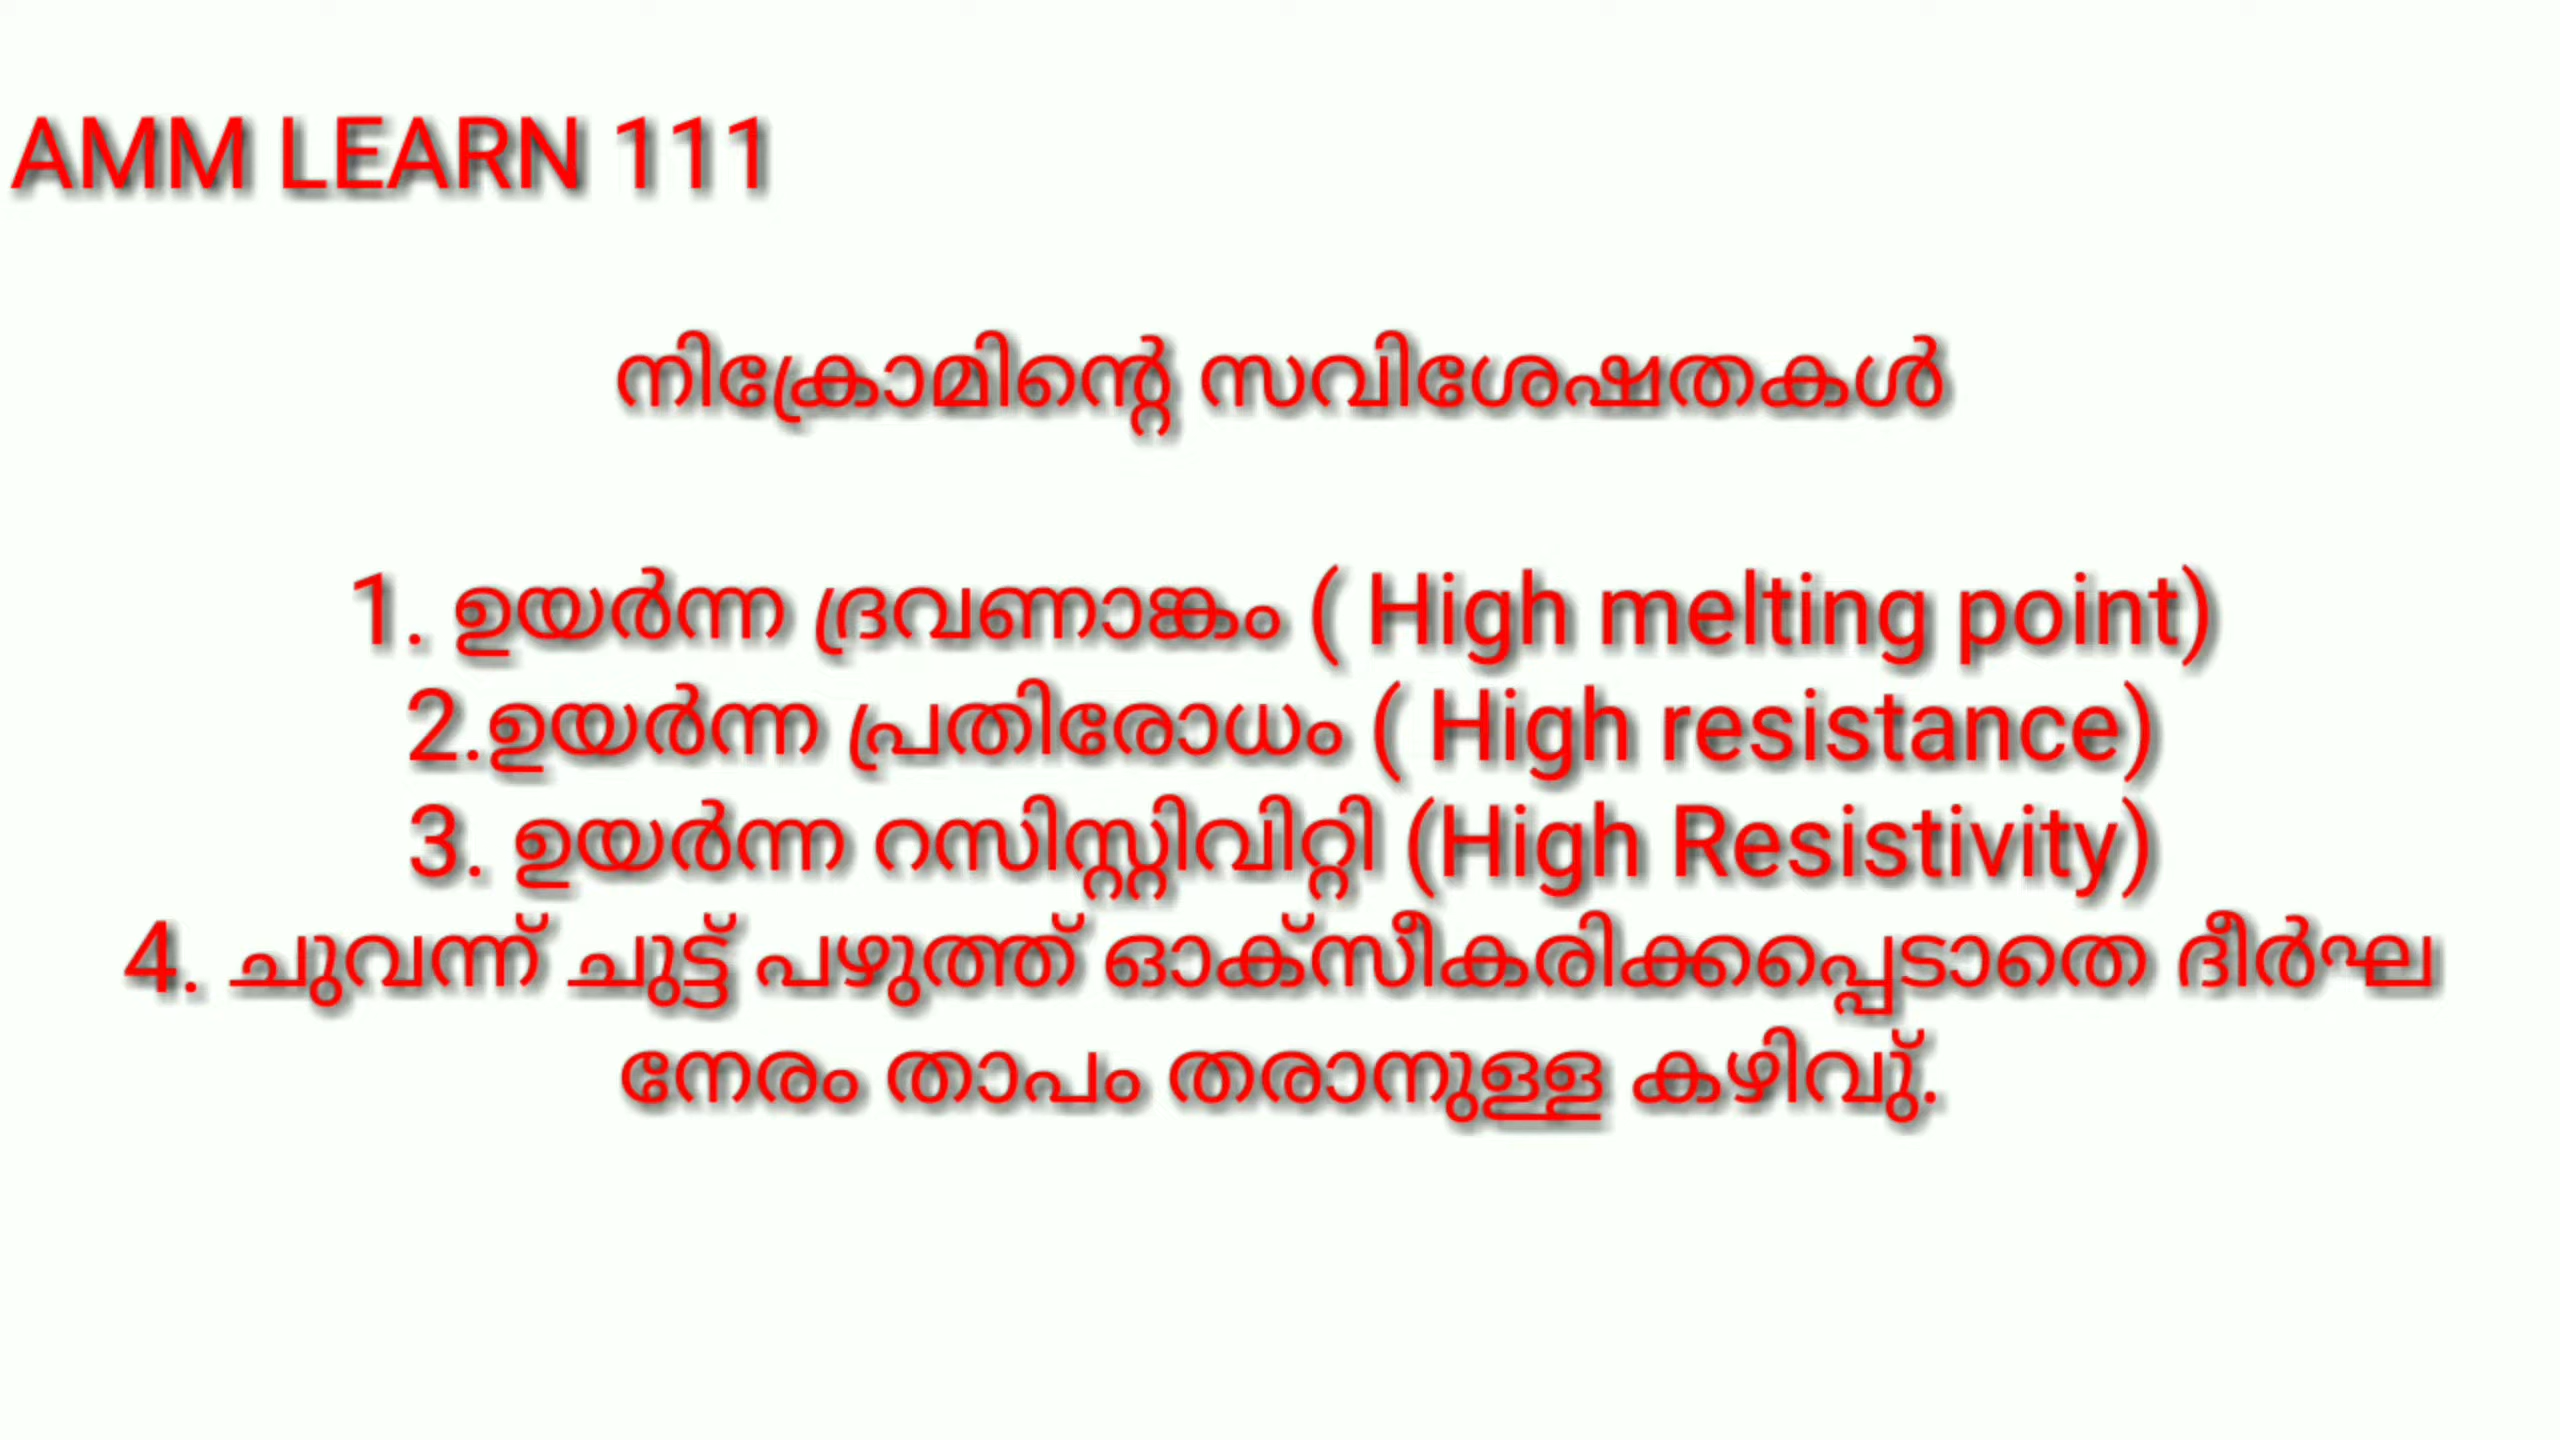 AMM LEARN 111
നിക്രോമിന്റെ സവിശേഷതകൾ
1. ഉയർന്ന ദ്രവണാങ്കം ( High melting point)
2.ഉയർന്ന പ്രതിരോധം ( High resistance)
3. ഉയർന്ന റസിസ്റ്റിവിറ്റി (High Resistivity)
4. ചുവന്ന് ചുട്ട് പഴുത്ത് ഓക്സീകരിക്കപ്പെടാതെ ദീർഘ
നേരം താപം തരാനുള്ള കഴിവു്.